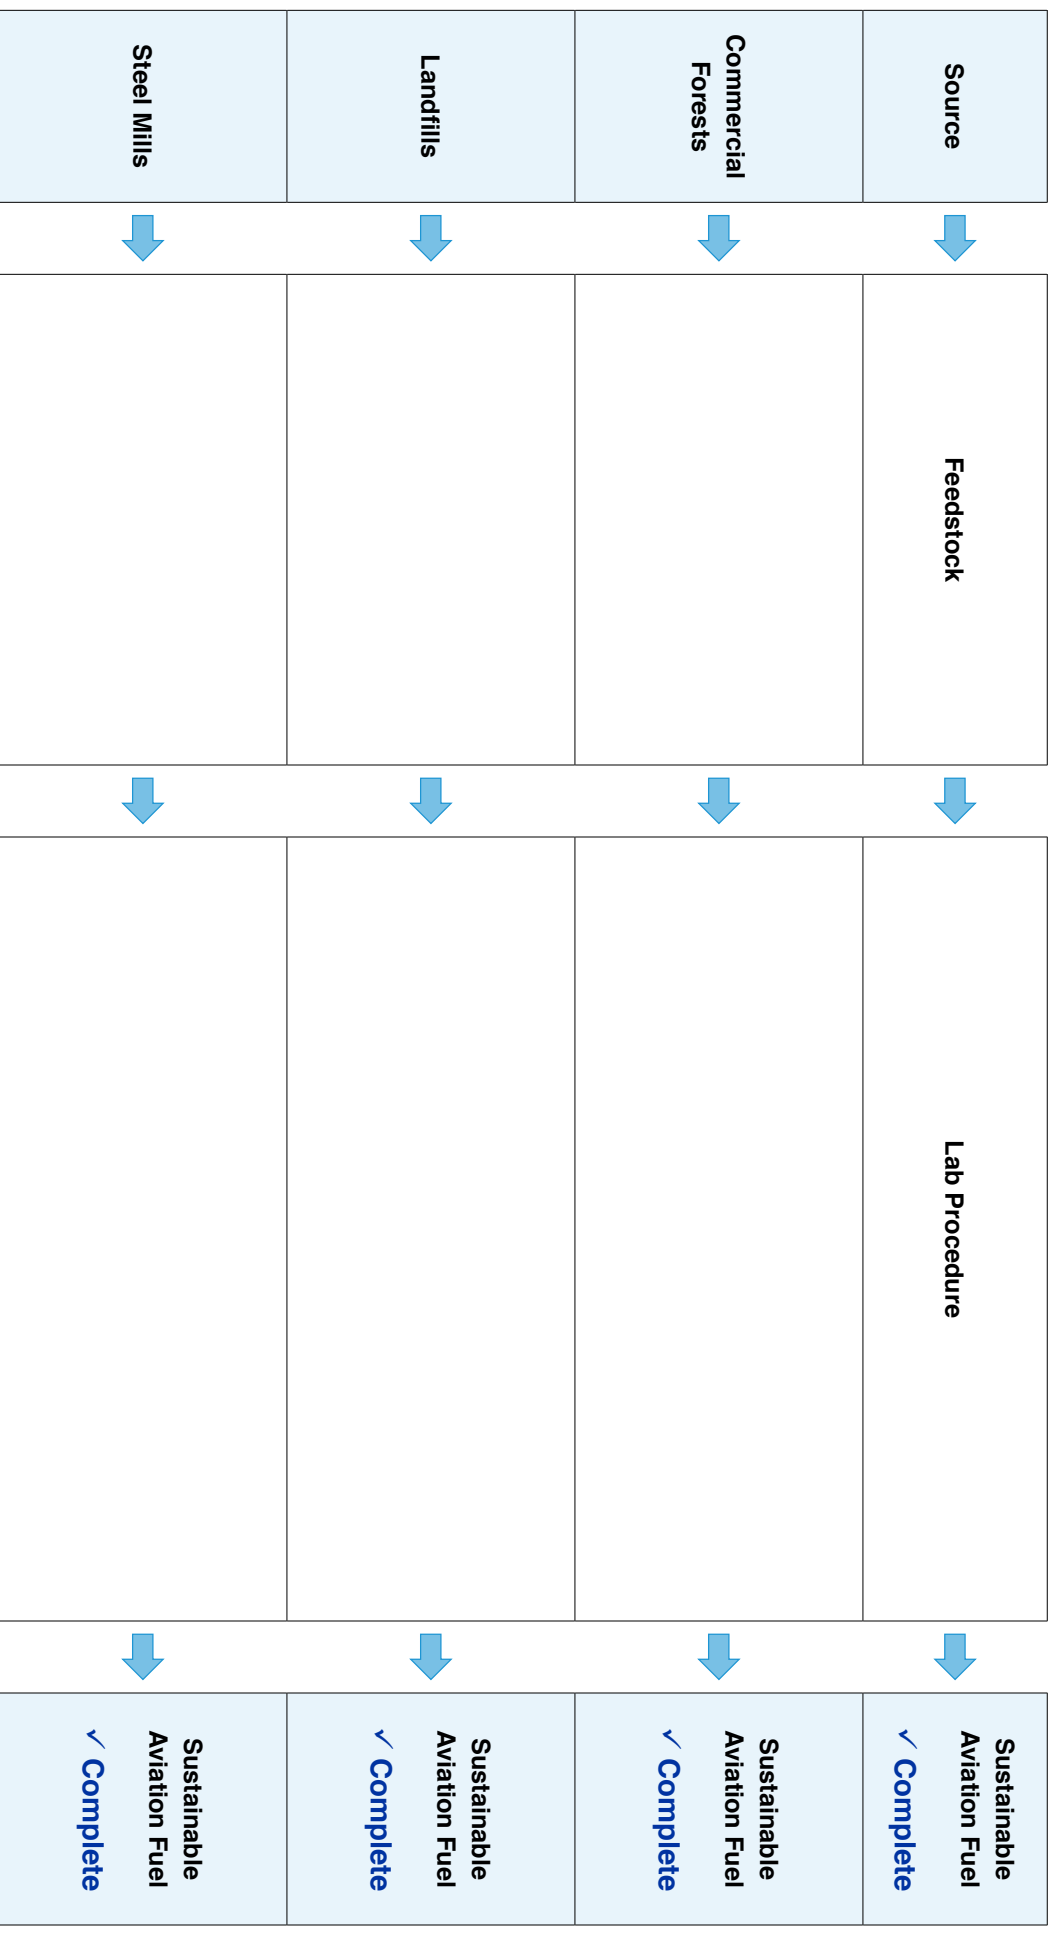 Source
Feedstock
Lab Procedure
Sustainable
Aviation Fuel
✓ Complete
Commercial
Forests
Sustainable
Aviation Fuel
✓ Complete
Landfills
Sustainable
Aviation Fuel
✓ Complete
Steel Mills
Sustainable
Aviation Fuel
✓ Complete